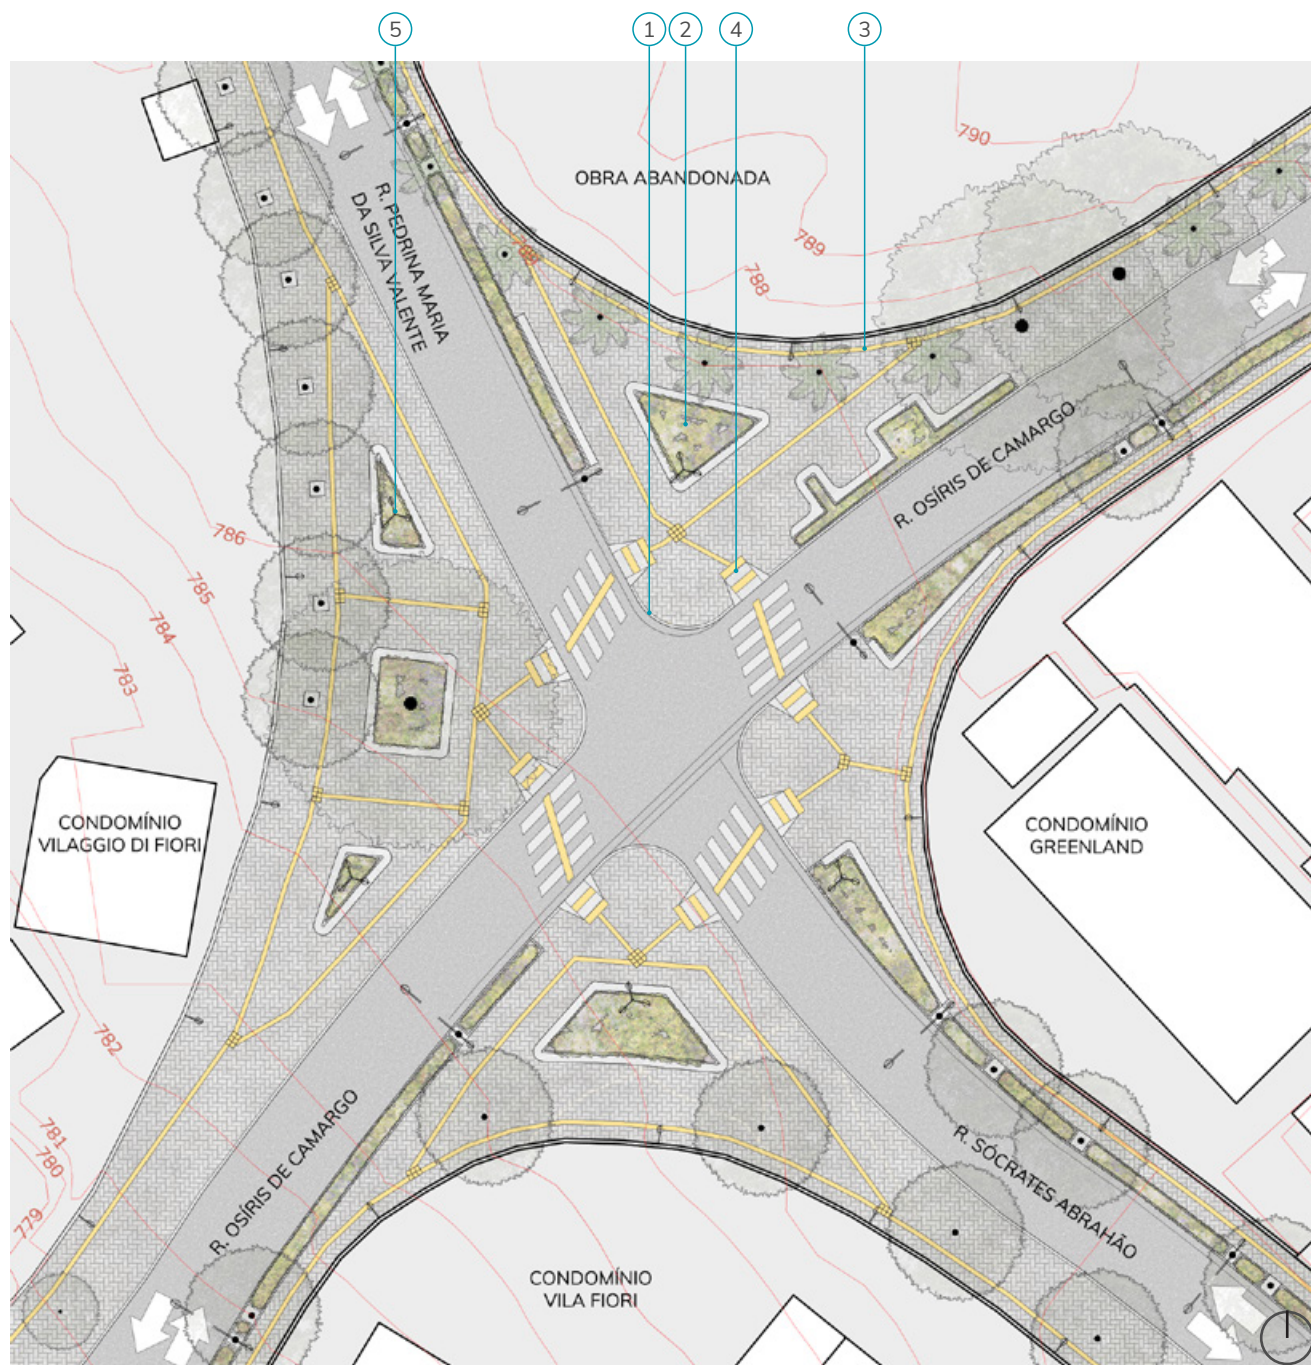 5
1
2
4
3
790
OBRA ABANDONADA
R. PEDRINA MARIA
DA SILVA VALENTE
789
788
R. OSÍRIS DE CAMARGO
786
785
784
783
CONDOMÍNIO
VILAGGIO DI FIORI
CONDOMÍNIO
GREENLAND
782
781
780
779
R. OSÍRIS DE CAMARGO
R. SÓCRATES ABRAHÃO
CONDOMÍNIO
VILA FIORI